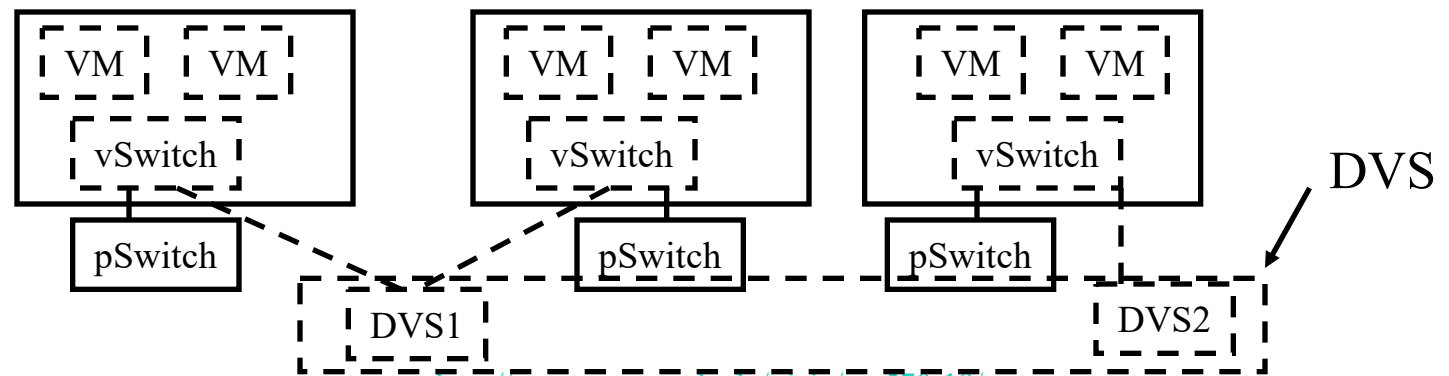 VM VM VM VM VM VM
vSwitch vSwitch vSwitch
DVS
pSwitch pSwitch pSwitch
DVS1 DVS2